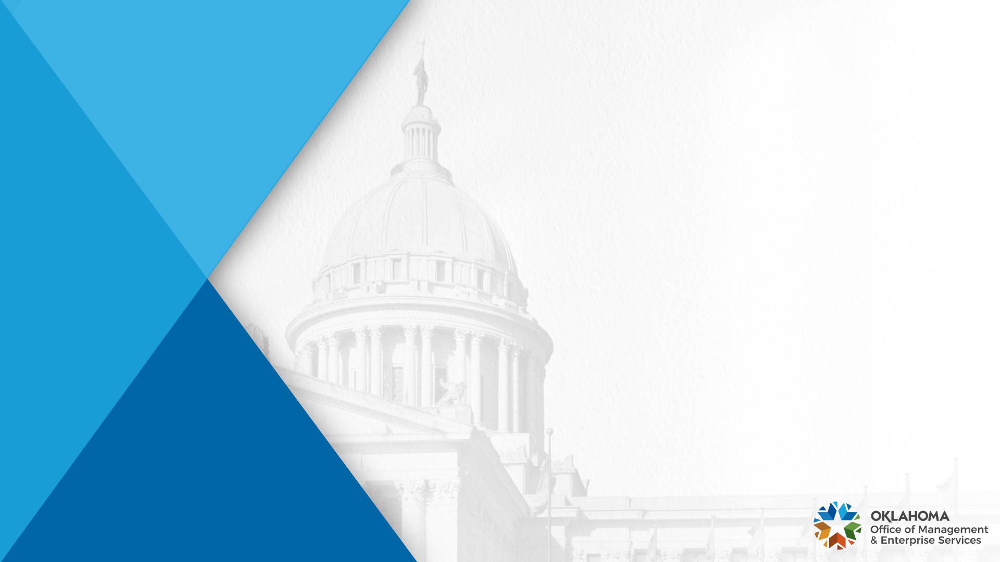 OKLAHOMA
Office of Management
& Enterprise Services